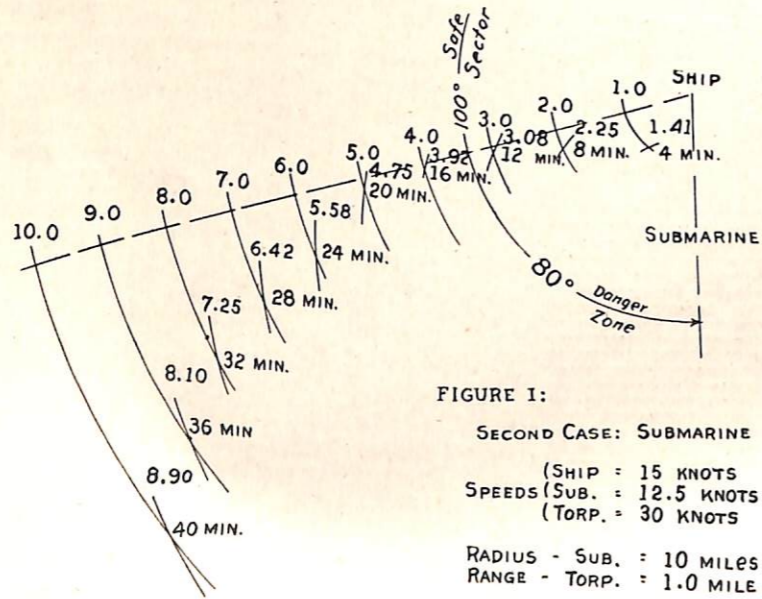 100° Safe
Sector
SHIP
1.0
1.41
4 MIN.
2.0
2.25
8 MIN.
3.0
3.08
12 MIN.
4.0
3.92
16 MIN.
5.0
4.75
20 MIN.
6.0
5.58
24 MIN.
7.0
6.42
28 MIN.
8.0
7.25
32 MIN.
9.0
8.10
36 MIN
10.0
8.90
40 MIN.
SUBMARINE
80° Danger
Zone
FIGURE I:
SECOND CASE: SUBMARINE
(SHIP = 15 KNOTS
SPEEDS (SUB. = 12.5 KNOTS
(TORP. = 30 KNOTS
RADIUS - SUB. = 10 MILES
RANGE - TORP. = 1.0 MILE